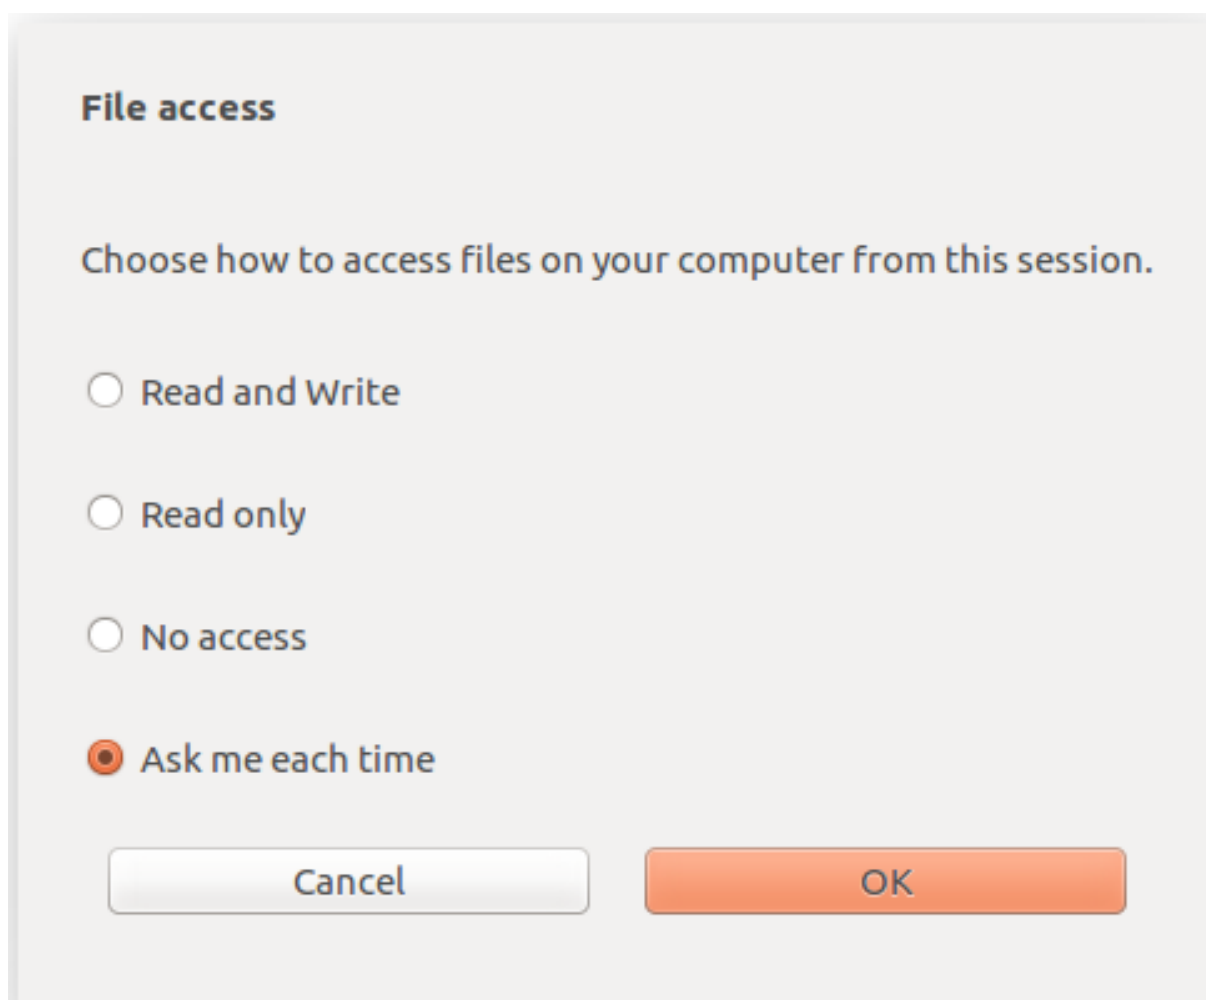 File access
Choose how to access files on your computer from this session.
Read and Write
Read only
No access
Ask me each time
Cancel OK